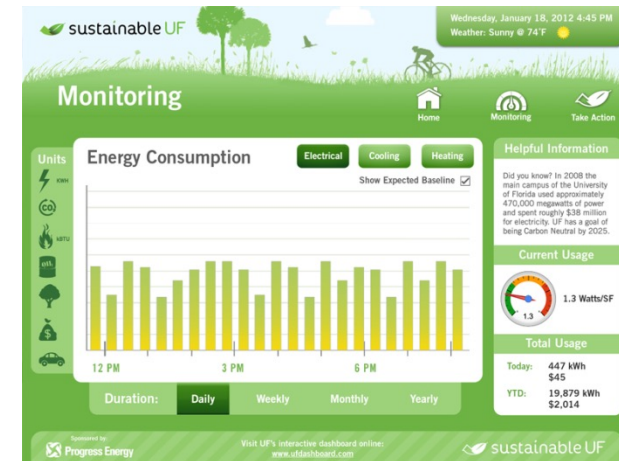 sustainable UF
Wednesday, January 18, 2012 4:45 PM
Weather: Sunny @ 74°F
Monitoring
Home
Monitoring
Take Action
Units
KWH
CO2
KBTU
OIL
$
Energy Consumption
Electrical
Cooling
Heating
Show Expected Baseline
12 PM
3 PM
6 PM
Duration:
Daily
Weekly
Monthly
Yearly
Helpful Information
Did you know? In 2008 the
main campus of the University
of Florida used approximately
470,000 megawatts of power
and spent roughly $38 million
for electricity. UF has a goal of
being Carbon Neutral by 2025.
Current Usage
1.3
1.3 Watts/SF
Total Usage
Today: 447 kWh
$45
YTD: 19,879 kWh
$2,014
Sponsored by:
Progress Energy
Visit UF's interactive dashboard online:
www.ufdashboard.com
sustainable UF